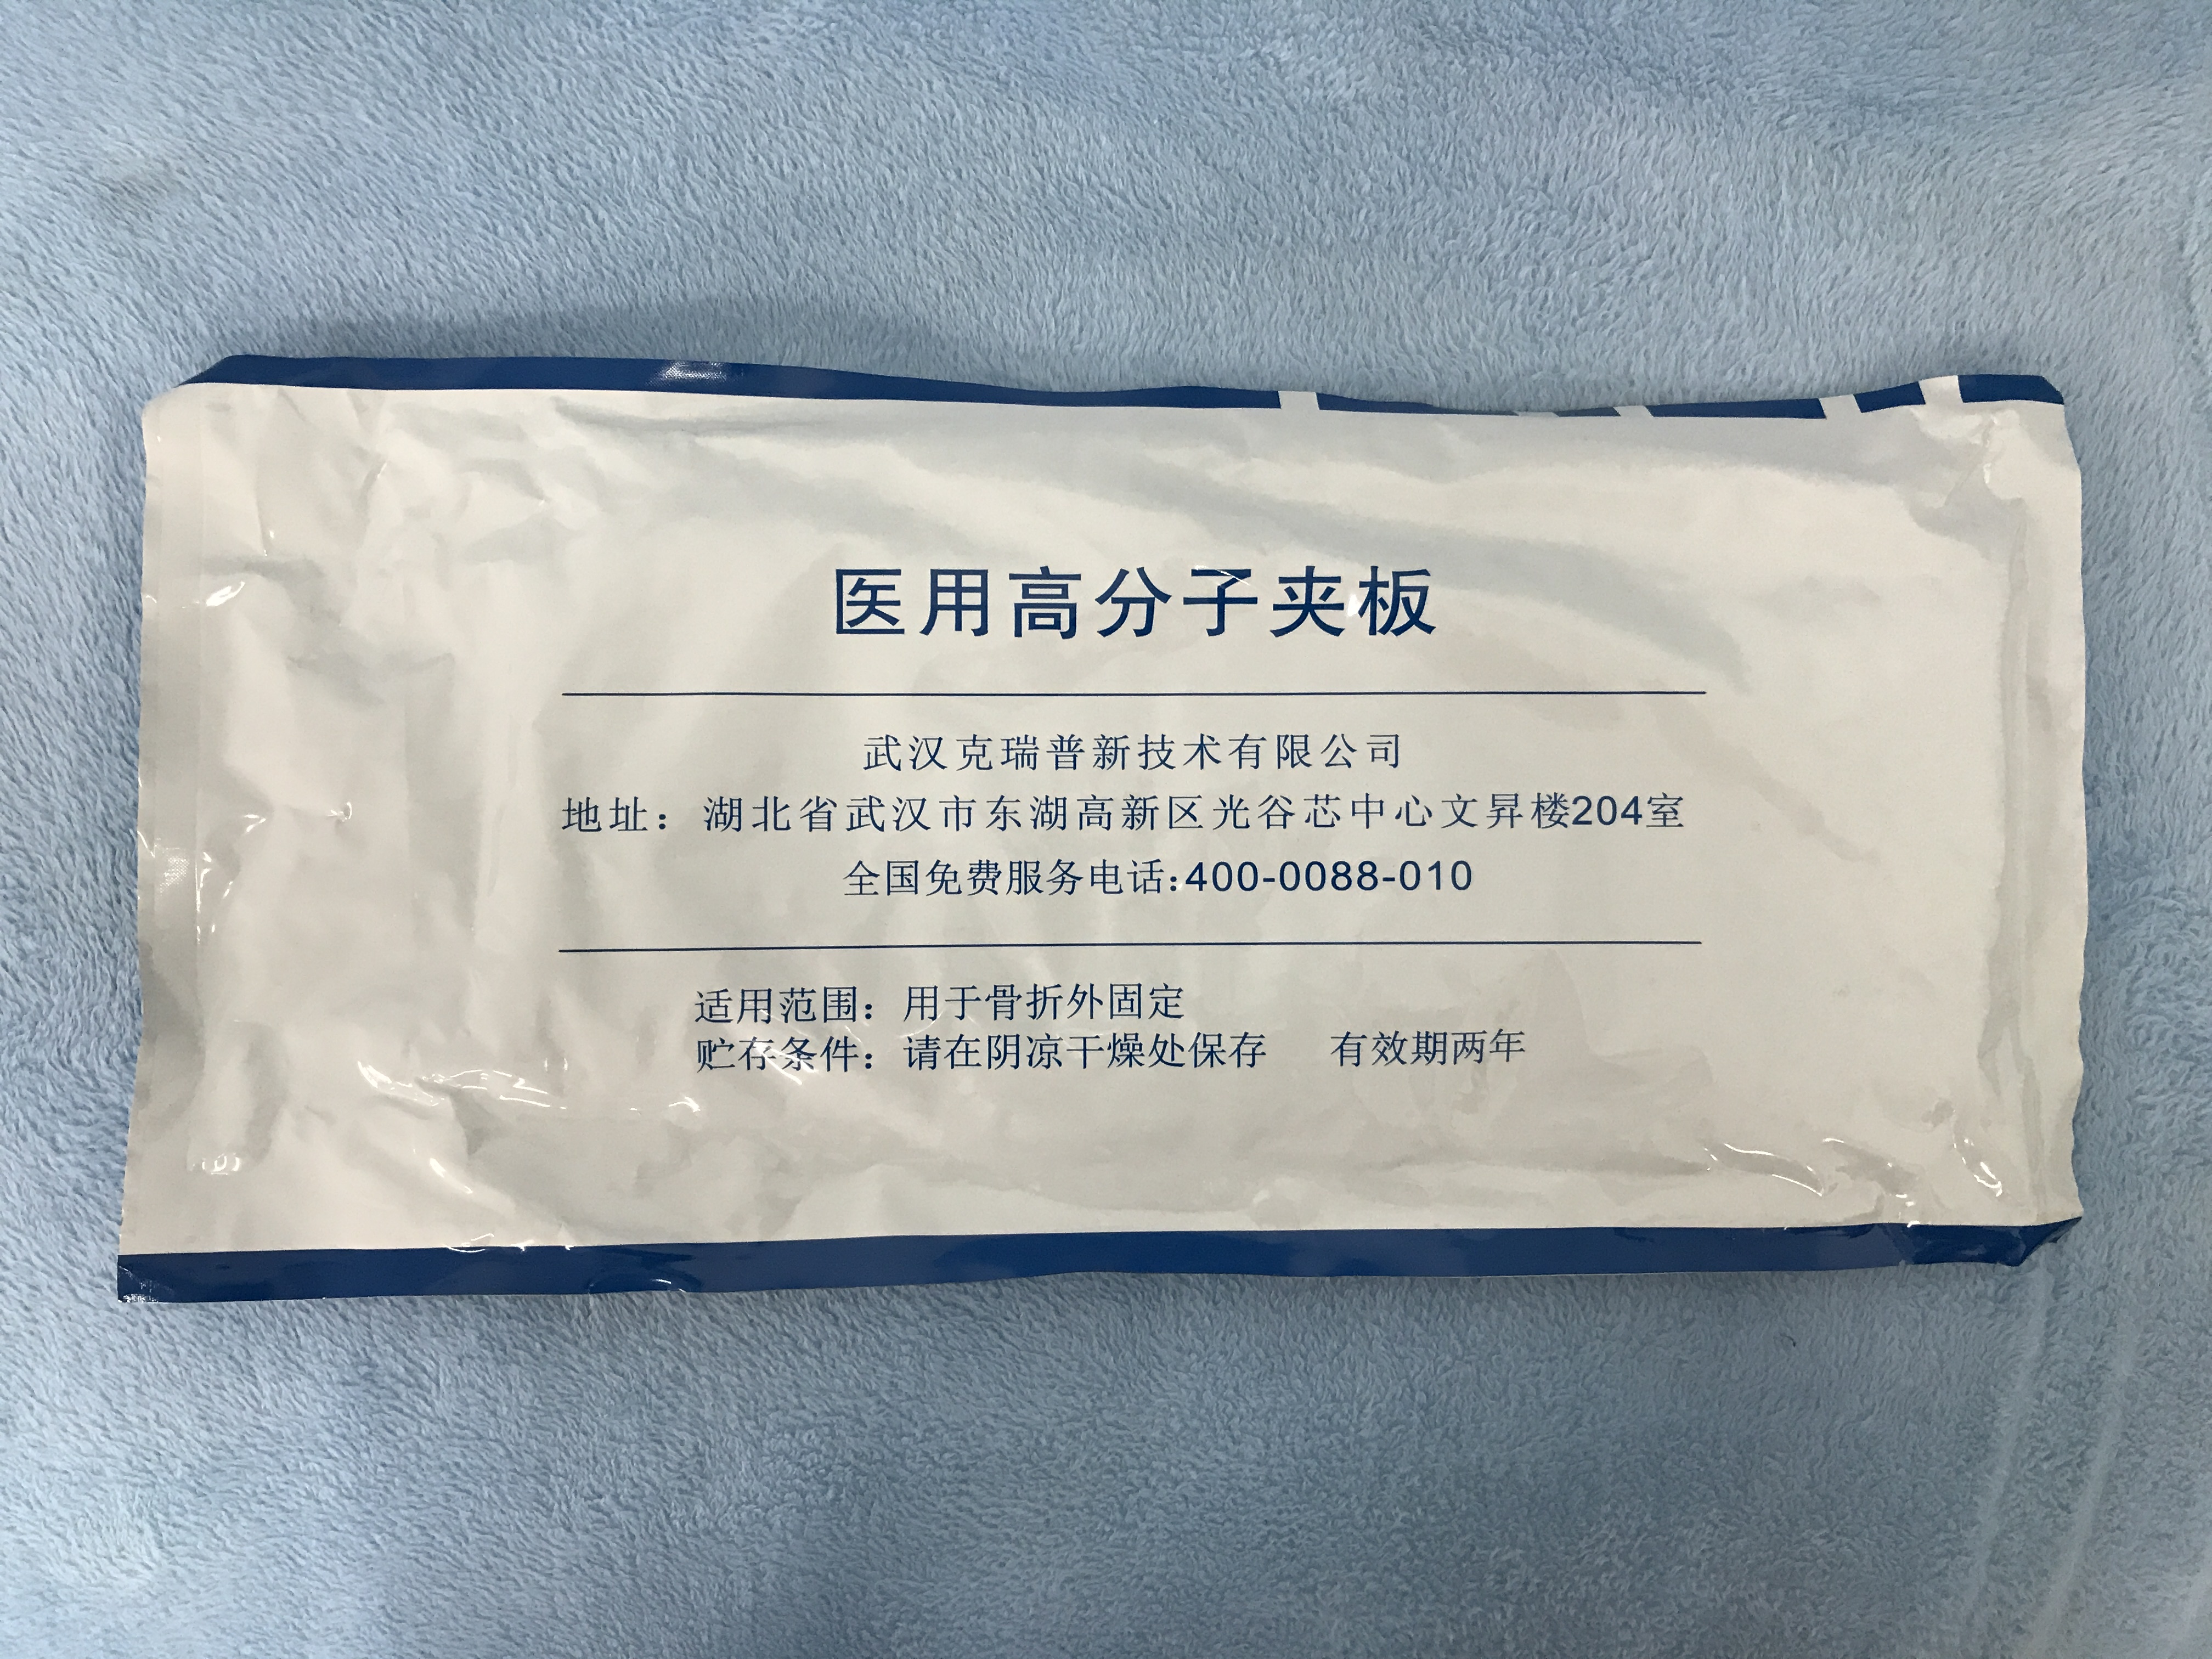 医用高分子夹板
武汉克瑞普新技术有限公司
地址：湖北省武汉市东湖高新区光谷芯中心文昇楼204室
全国免费服务电话:400-0088-010
适用范围：用于骨折外固定
贮存条件：请在阴凉干燥处保存 有效期两年